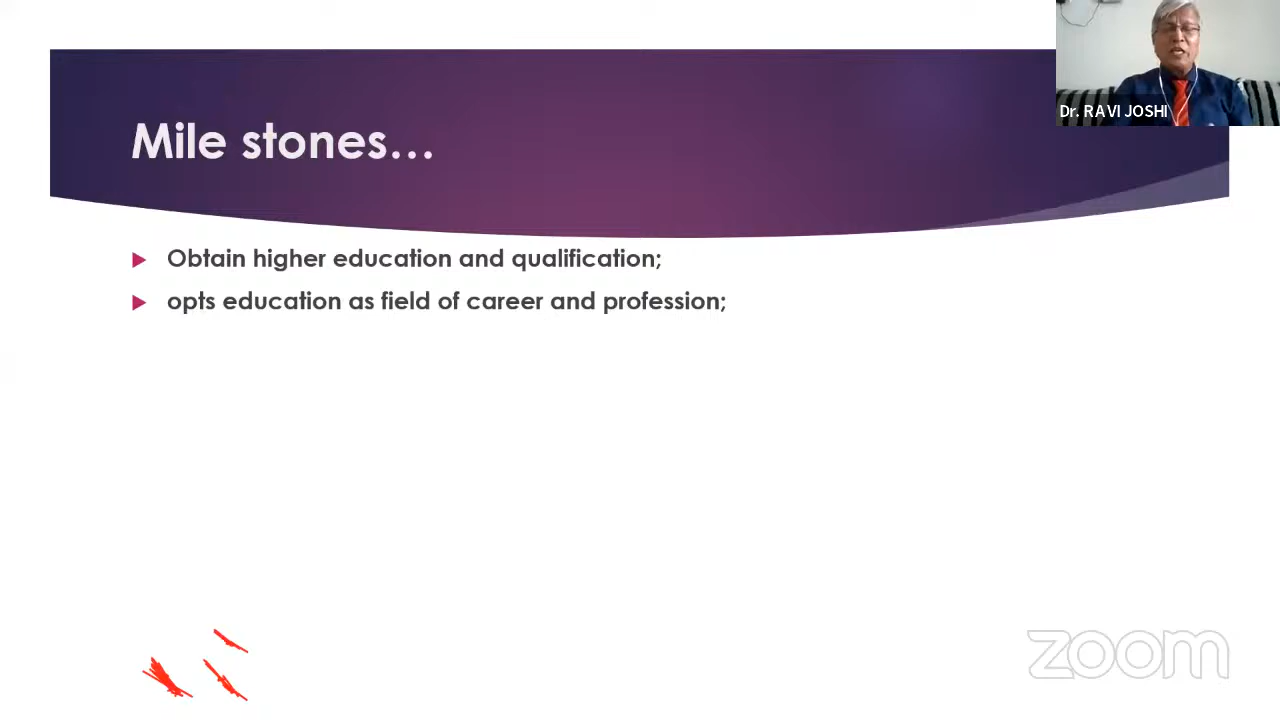 Mile stones…
Dr. RAVI JOSHI
Obtain higher education and qualification;
opts education as field of career and profession;
zoom